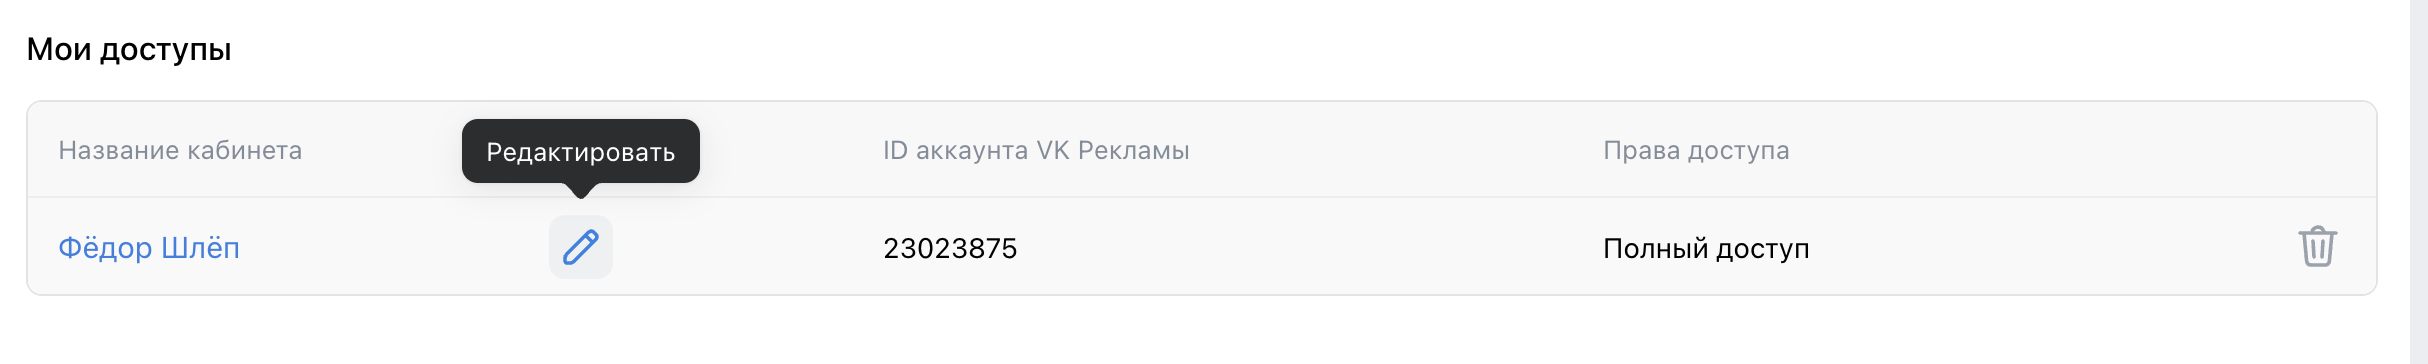 Мои доступы
Название кабинета
Редактировать
ID аккаунта VK Рекламы
Права доступа
Фёдор Шлёп
23023875
Полный доступ